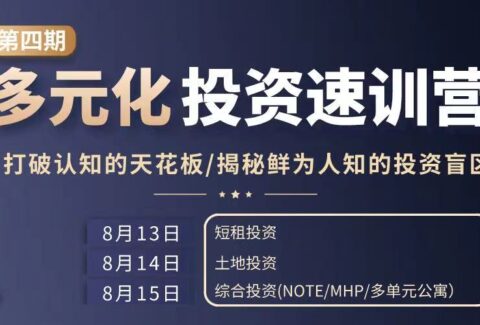 第四期
多元化投资速训营
打破认知的天花板/揭秘鲜为人知的投资盲区
8月13日 短租投资
8月14日 土地投资
8月15日 综合投资(NOTE/MHP/多单元公寓)